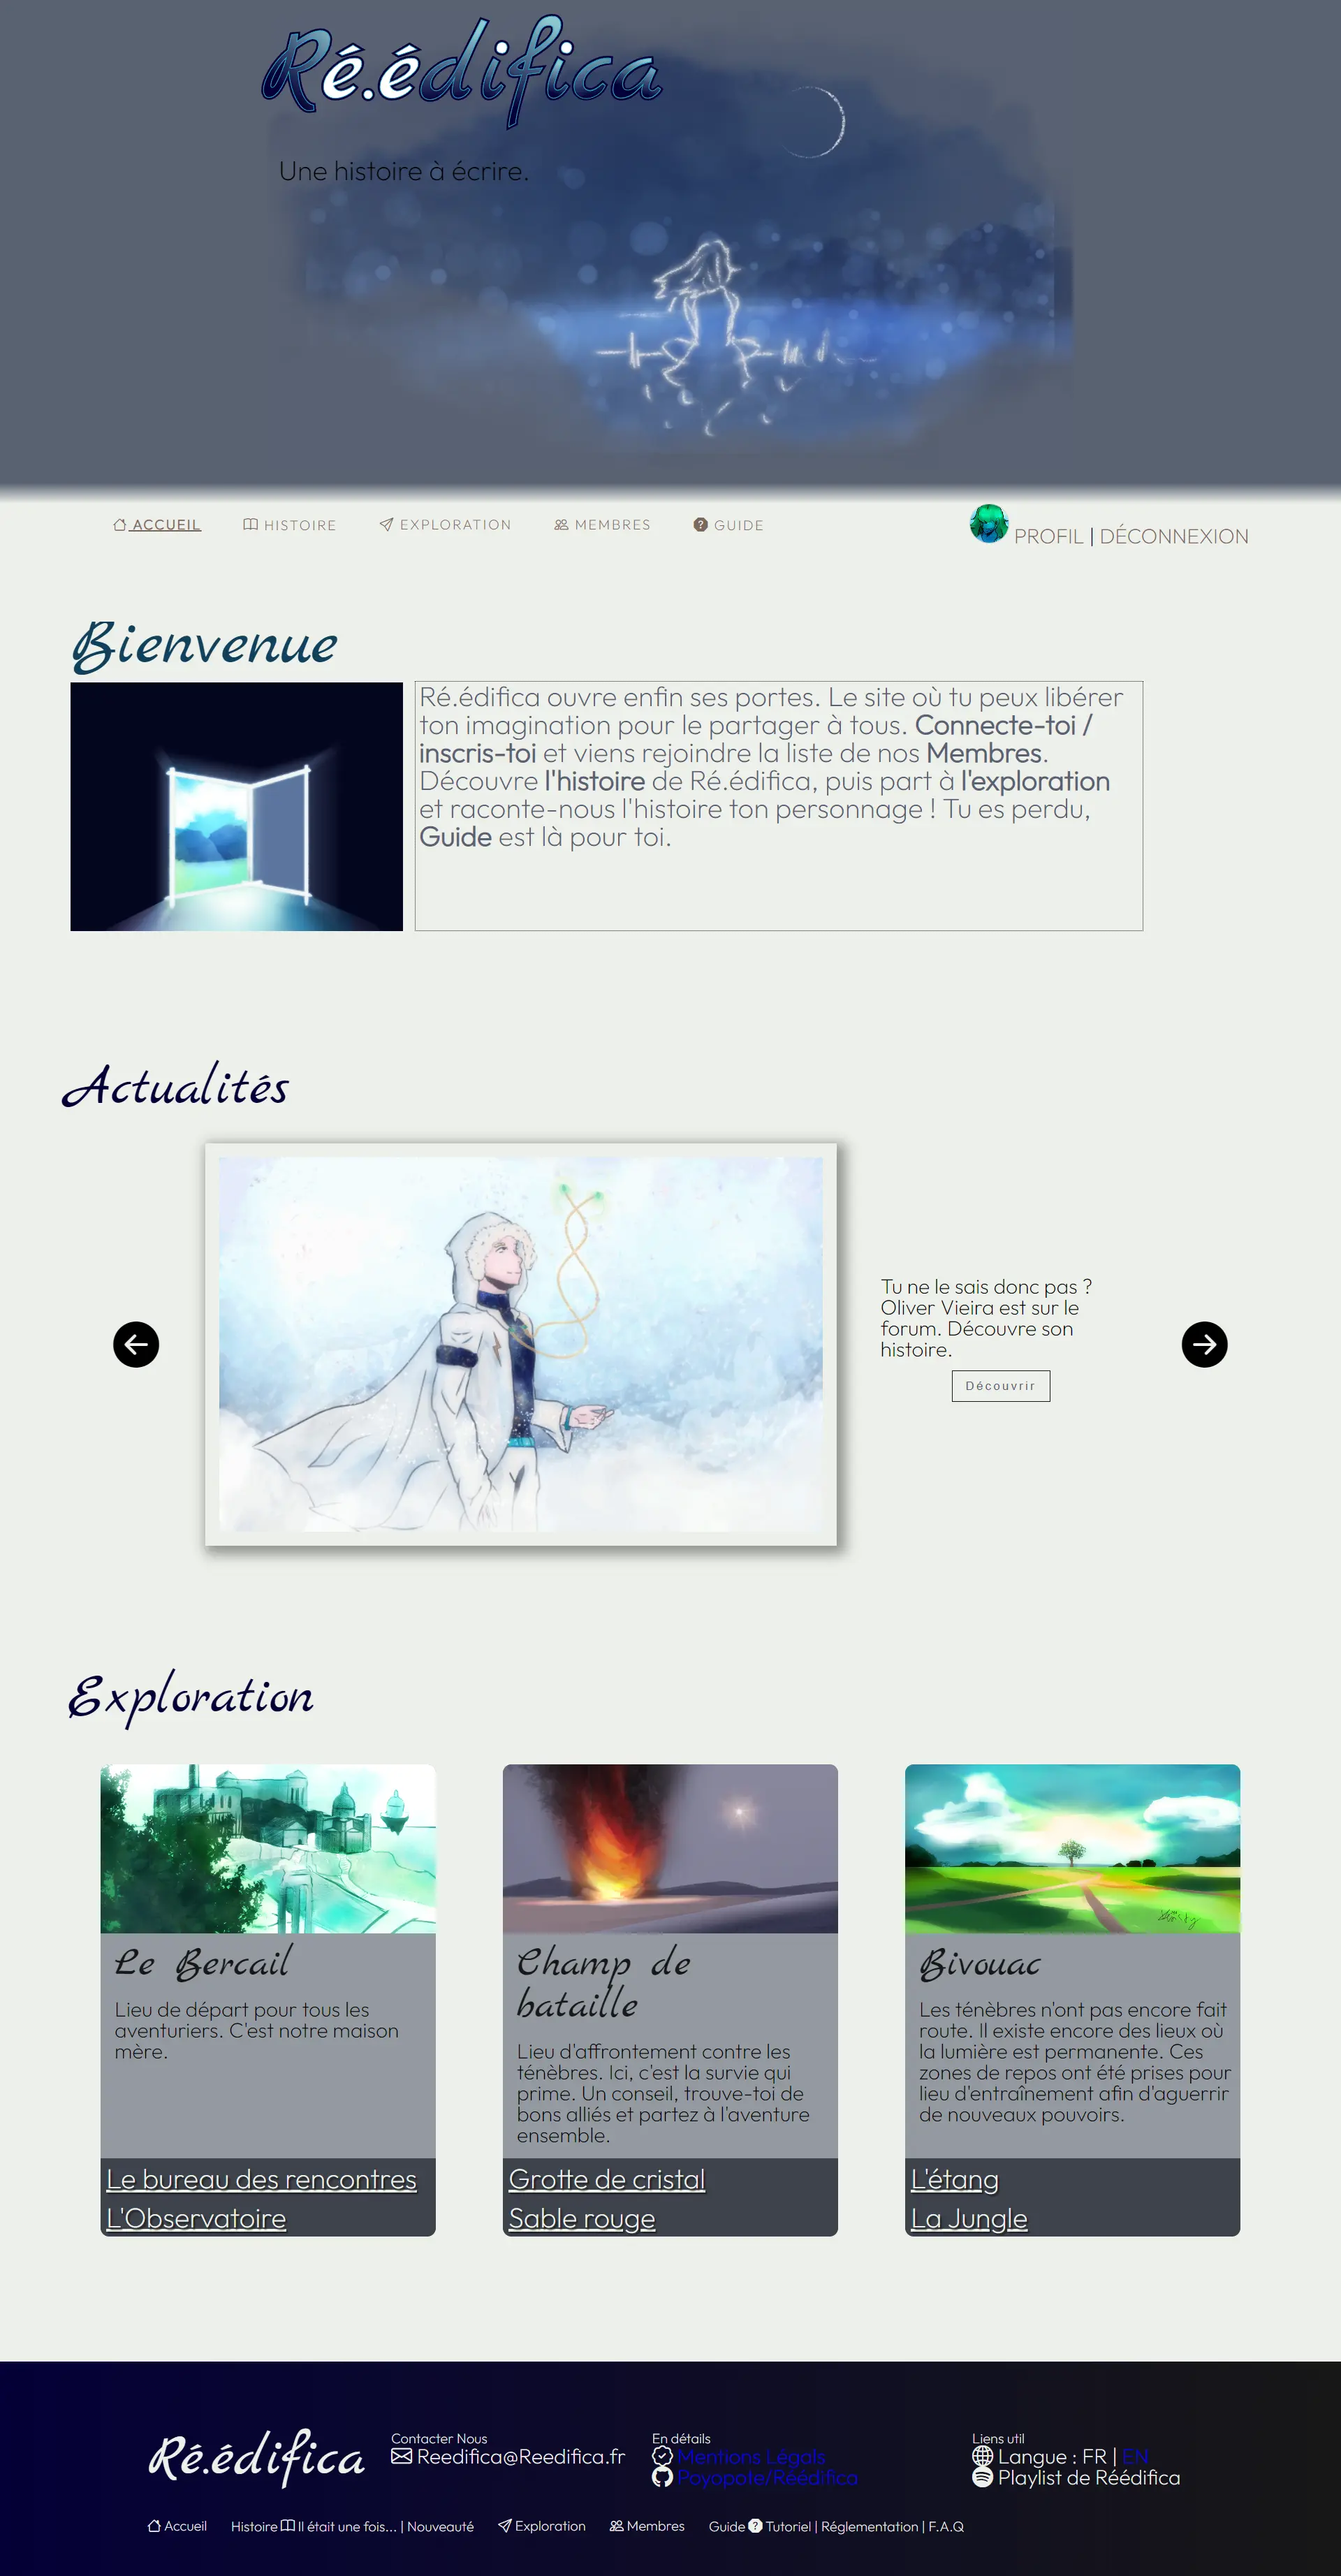 Ré.édifica
Une histoire à écrire.
ACCUEIL HISTOIRE EXPLORATION MEMBRES GUIDE PROFIL | DÉCONNEXION
Bienvenue
Ré.édifica ouvre enfin ses portes. Le site où tu peux libérer
ton imagination pour le partager à tous. Connecte-toi /
inscris-toi et viens rejoindre la liste de nos Membres.
Découvre l'histoire de Ré.édifica, puis part à l'exploration
et raconte-nous l'histoire ton personnage ! Tu es perdu,
Guide est là pour toi.
Actualités
Tu ne le sais donc pas ?
Oliver Vieira est sur le
forum. Découvre son
histoire.
Découvrir
Exploration
Le Bercail
Lieu de départ pour tous les
aventuriers. C'est notre maison
mère.
Le bureau des rencontres
L'Observatoire
Champ de
bataille
Lieu d'affrontement contre les
ténèbres. Ici, c'est la survie qui
prime. Un conseil, trouve-toi de
bons alliés et partez à l'aventure
ensemble.
Grotte de cristal
Sable rouge
Bivouac
Les ténèbres n'ont pas encore fait
route. Il existe encore des lieux où
la lumière est permanente. Ces
zones de repos ont été prises pour
lieu d'entraînement afin d'aguerrir
de nouveaux pouvoirs.
L'étang
La Jungle
Ré.édifica
Contacter Nous
Reedifica@Reedifica.fr
En détails
Mentions Légals
Poyopote/Réédifica
Liens util
Langue : FR | EN
Playlist de Réédifica
Accueil Histoire Il était une fois... | Nouveauté Exploration Membres Guide Tutoriel | Réglementation | F.A.Q